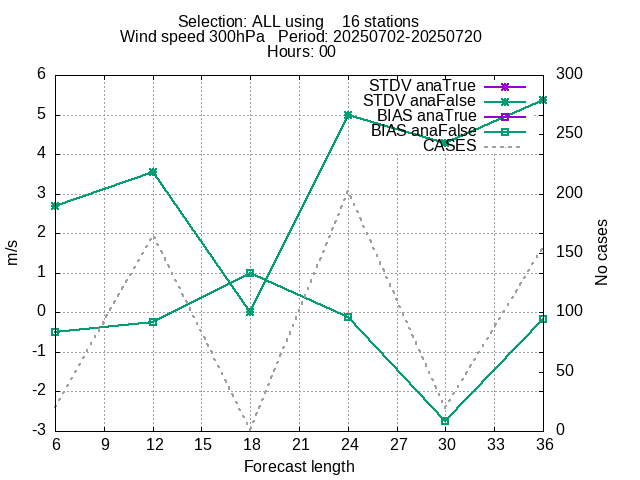 Selection: ALL using    16 stations
Wind speed 300hPa   Period: 20250702-20250720
Hours: 00
STDV anaTrue
STDV anaFalse
BIAS anaTrue
BIAS anaFalse
CASES
6
5
4
3
2
1
0
-1
-2
-3
m/s
300
250
200
150
100
50
0
No cases
6 9 12 15 18 21 24 27 30 33 36
Forecast length